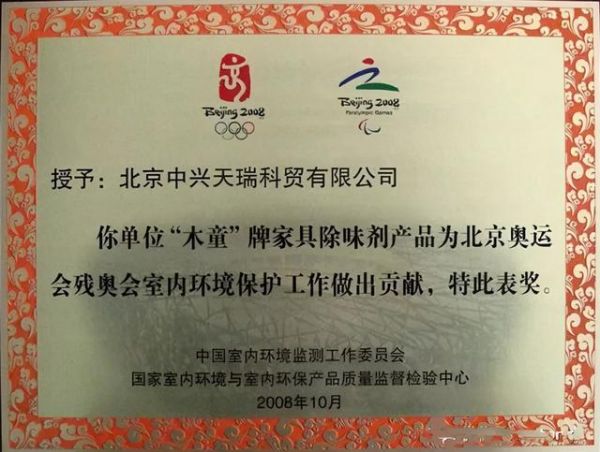 Beijing 2008
Beijing 2008
Paralympic Games
授予：北京中兴天瑞科贸有限公司
你单位“木童”牌家具除味剂产品为北京奥运
会残奥会室内环境保护工作做出贡献，特此表奖。
中国室内环境监测工作委员会
国家室内环境与室内环保产品质量监督检验中心
2008年10月